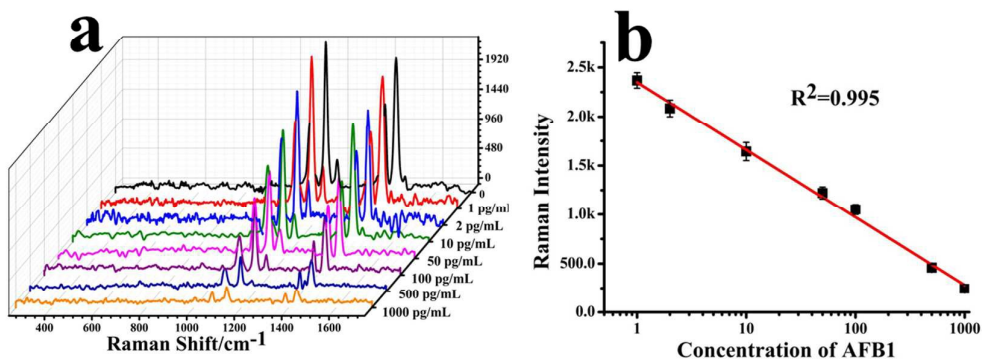 a
1920
1440
960
480
0
0
1 pg/mL
2 pg/mL
10 pg/mL
50 pg/mL
100 pg/mL
500 pg/mL
1000 pg/mL
400 600 800 1000 1200 1400 1600
Raman Shift/cm-1
b
R2=0.995
2.5k
2.0k
1.5k
1.0k
500.0
0.0
Raman Intensity
1 10 100 1000
Concentration of AFB1